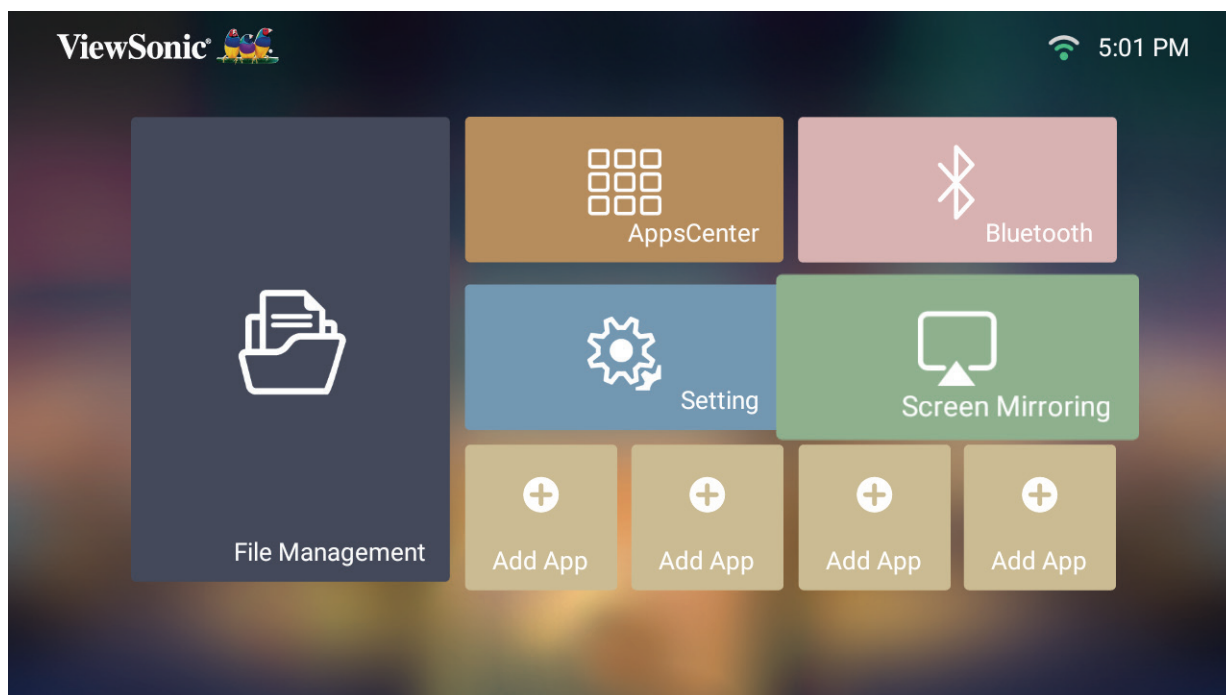 ViewSonic®
5:01 PM
AppsCenter
Bluetooth
Setting
Screen Mirroring
File Management
Add App
Add App
Add App
Add App